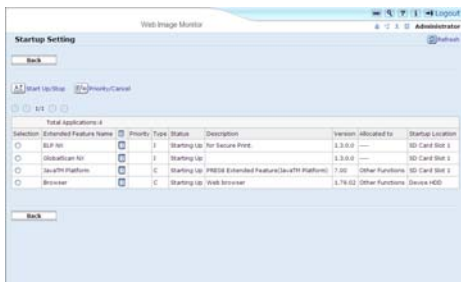 Logout
Web Image Monitor
Administrator
Startup Setting
Refresh
Back
Start Up/Stop Priority/Cancel
1/1
Total Applications:4
Selection Extended Feature Name Priority Type Status Description Version Allocated to Startup Location
ELP NX I Starting Up for Secure Print. 1.3.0.0 ---- SD Card Slot 1
GlobalScan NX I Starting Up 1.3.0.0 ---- SD Card Slot 1
JavaTM Platform C Starting Up Extended Feature(JavaTM Platform) 7.00 Other Functions SD Card Slot 1
Browser C Starting Up Web browser Other Functions Device HDD
Back